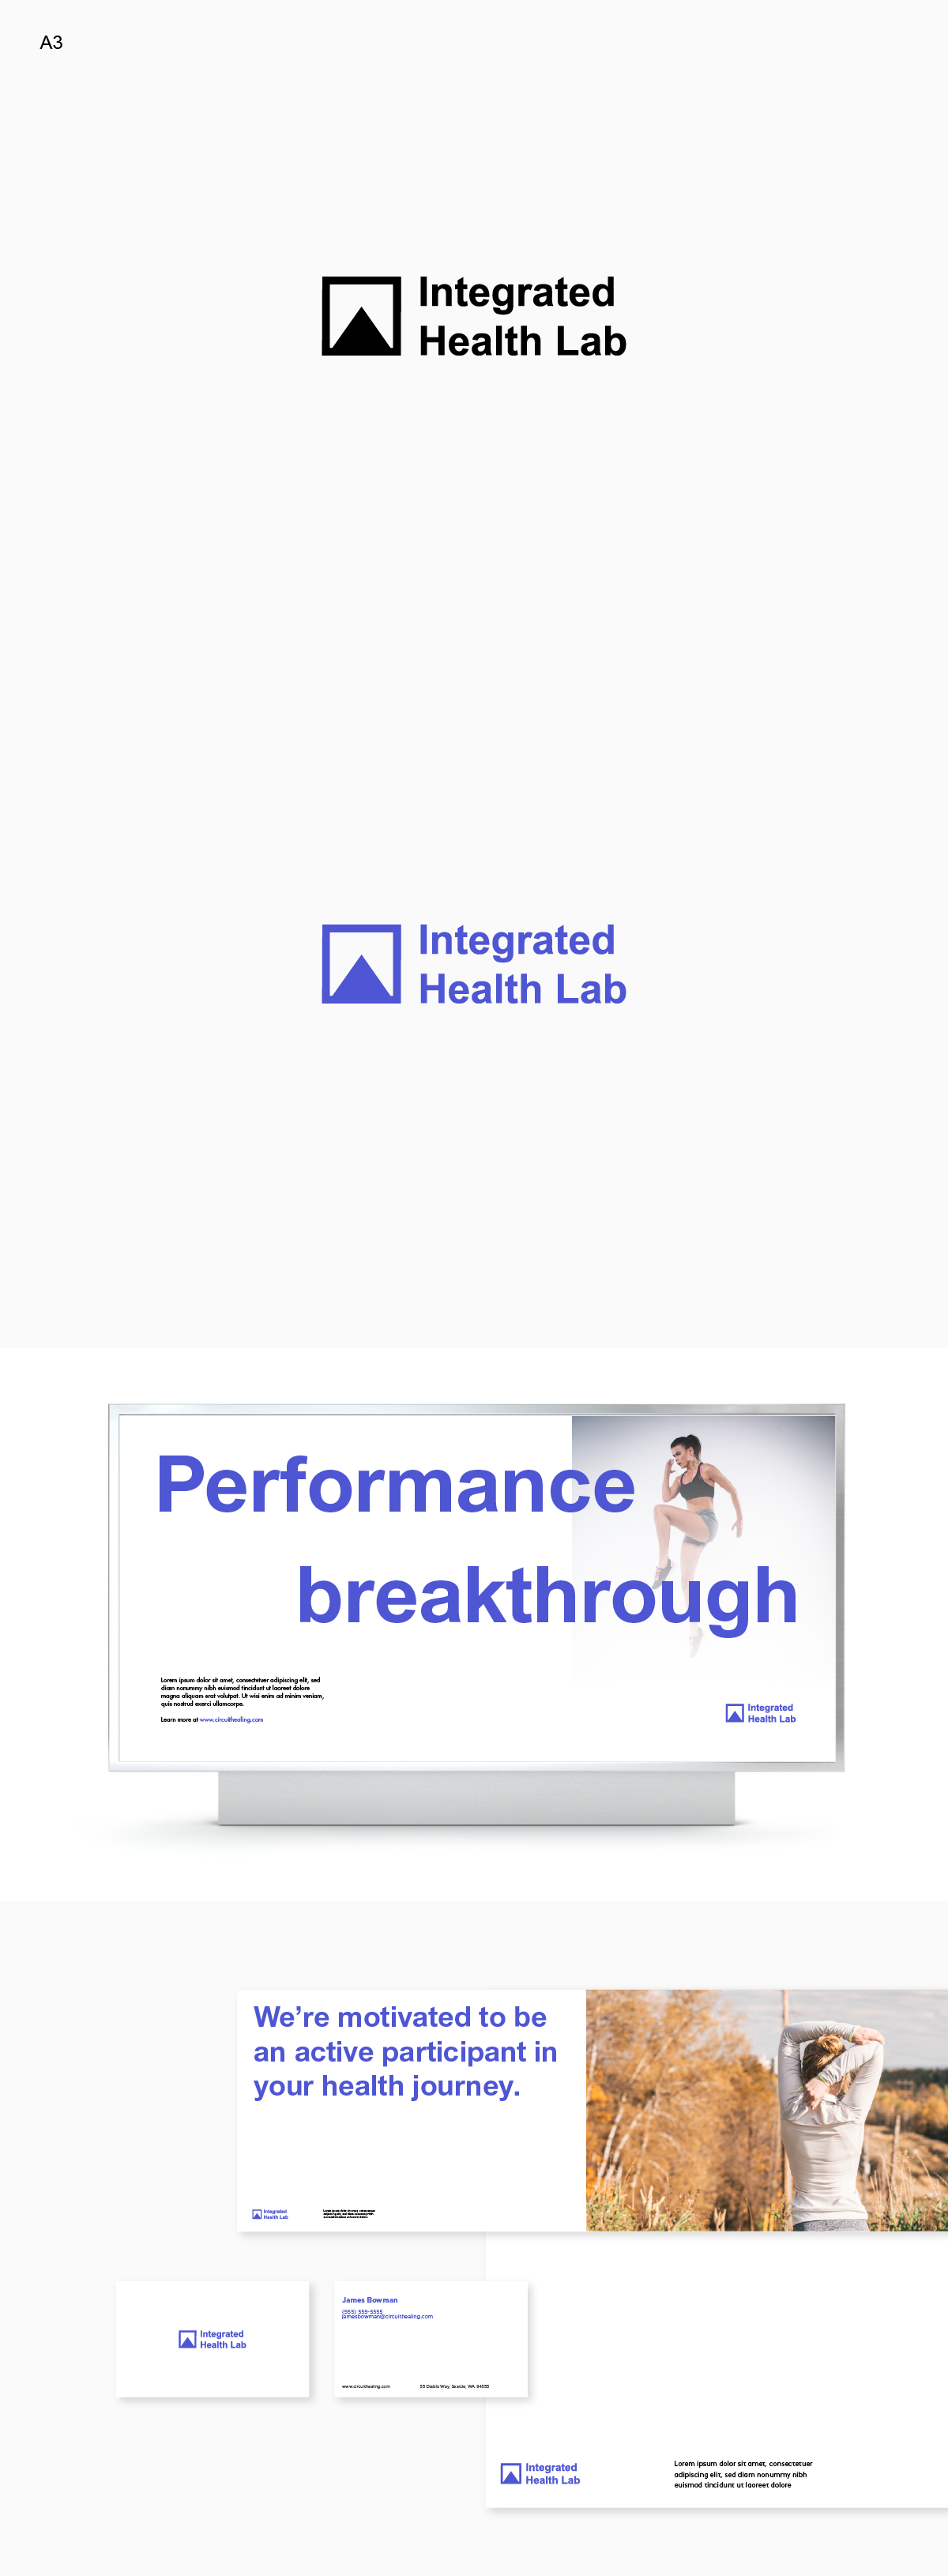 A3
Integrated
Health Lab
Integrated
Health Lab
Performance
breakthrough
Lorem ipsum dolor sit amet, consectetuer adipiscing elit, sed
diam nonummy nibh euismod tincidunt ut laoreet dolore
magna aliquam erat volutpat. Ut wisi enim ad minim veniam,
quis nostrud exerci ullamcorpe.
Learn more at www.circuithealing.com
Integrated
Health Lab
We’re motivated to be
an active participant in
your health journey.
Integrated
Health Lab
Integrated
Health Lab
James Bowman
(555) 555-5555
jamesbowman@circuithealing.com
www.circuithealing.com
55 Diablo Way, Seaside, WA 94555
Integrated
Health Lab
Lorem ipsum dolor sit amet, consectetuer
adipiscing elit, sed diam nonummy nibh
euismod tincidunt ut laoreet dolore